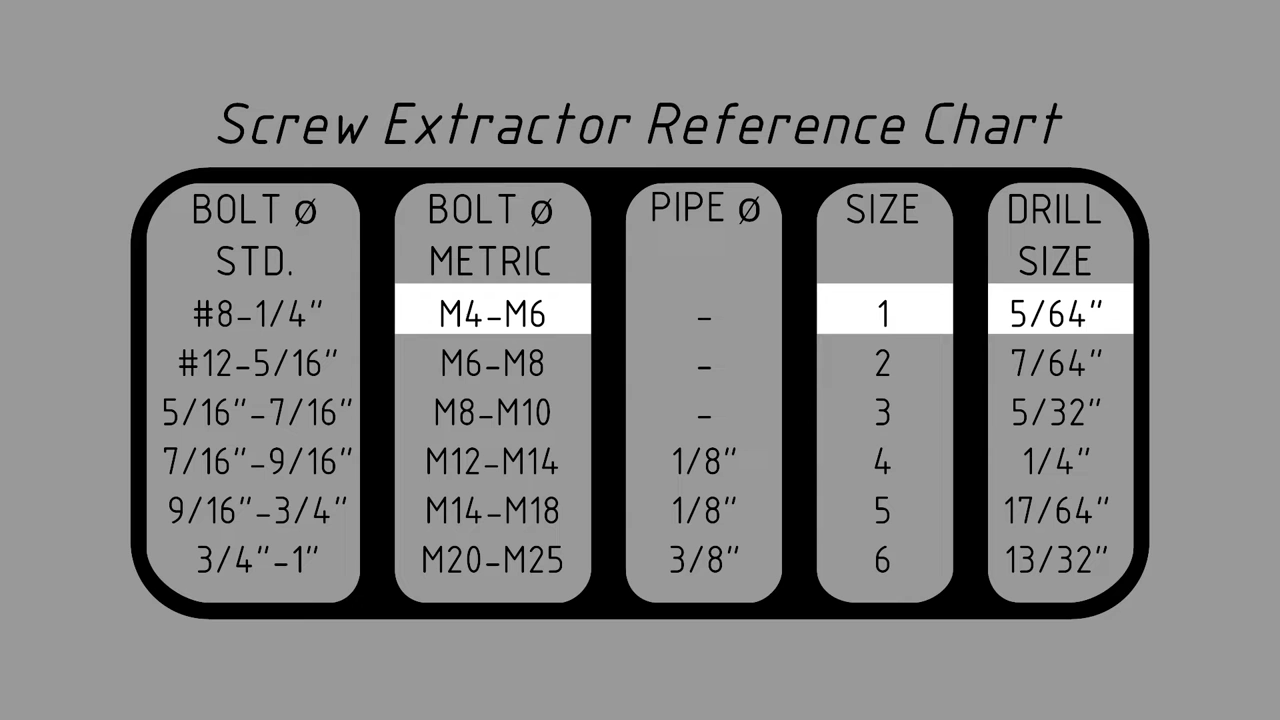 Screw Extractor Reference Chart
BOLT Ø STD. BOLT Ø METRIC PIPE Ø SIZE DRILL SIZE
#8-1/4" M4-M6 - 1 5/64"
#12-5/16" M6-M8 - 2 7/64"
5/16"-7/16" M8-M10 - 3 5/32"
7/16"-9/16" M12-M14 1/8" 4 1/4"
9/16"-3/4" M14-M18 1/8" 5 17/64"
3/4"-1" M20-M25 3/8" 6 13/32"